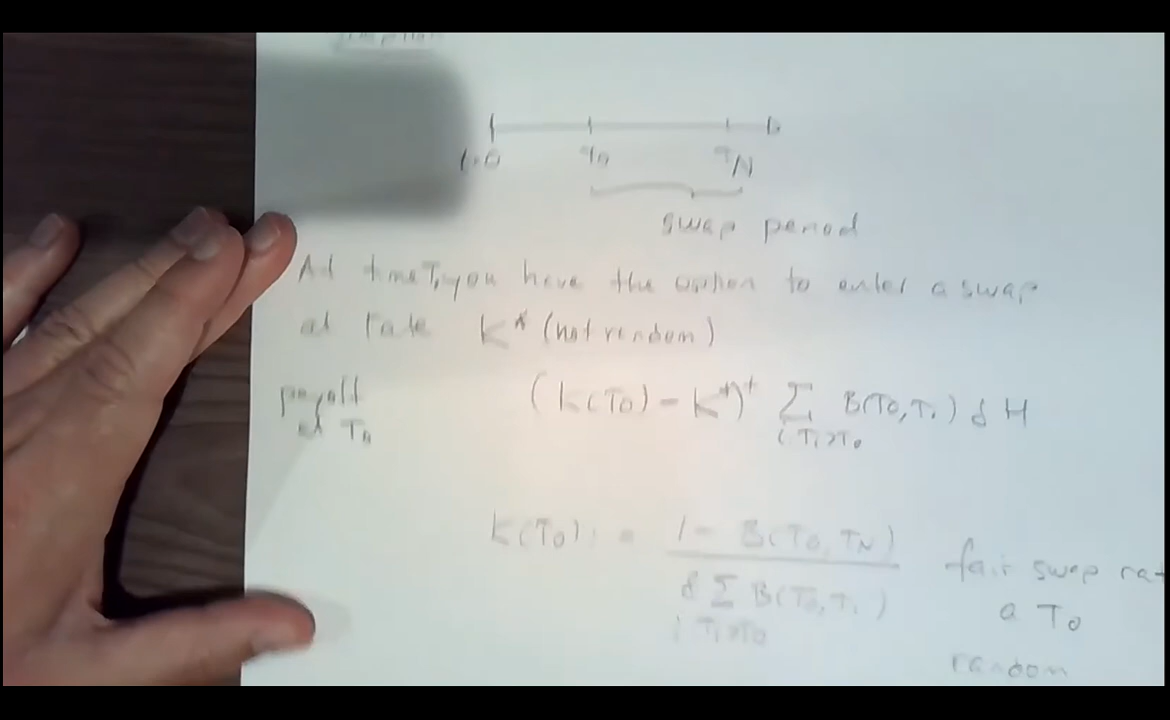 Swaption
t=0 T0 TN
swap period
At time T0 you have the option to enter a swap
at rate K* (not random)
payoff (K(T0) - K*)+ Σ B(T0,Ti) δ H
at T0 i Ti>T0
K(T0) = 1 - B(T0,TN) fair swap rat
δ Σ B(T0,Ti) @ T0
i Ti>T0 random